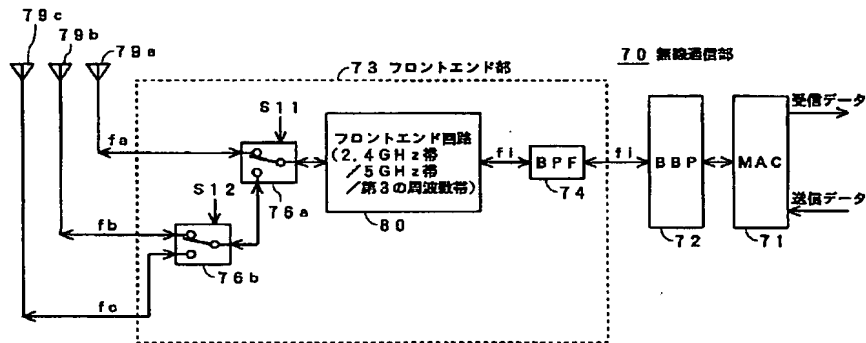 79c
79b
79a
73 フロントエンド部
70 無線通信部
S11
fa
フロントエンド回路
(2.4GHz帯
/5GHz帯
/第3の周波数帯)
fi
BPF
fi
BBP
MAC
受信データ
送信データ
S12
76a
80
74
72
71
fb
76b
fc